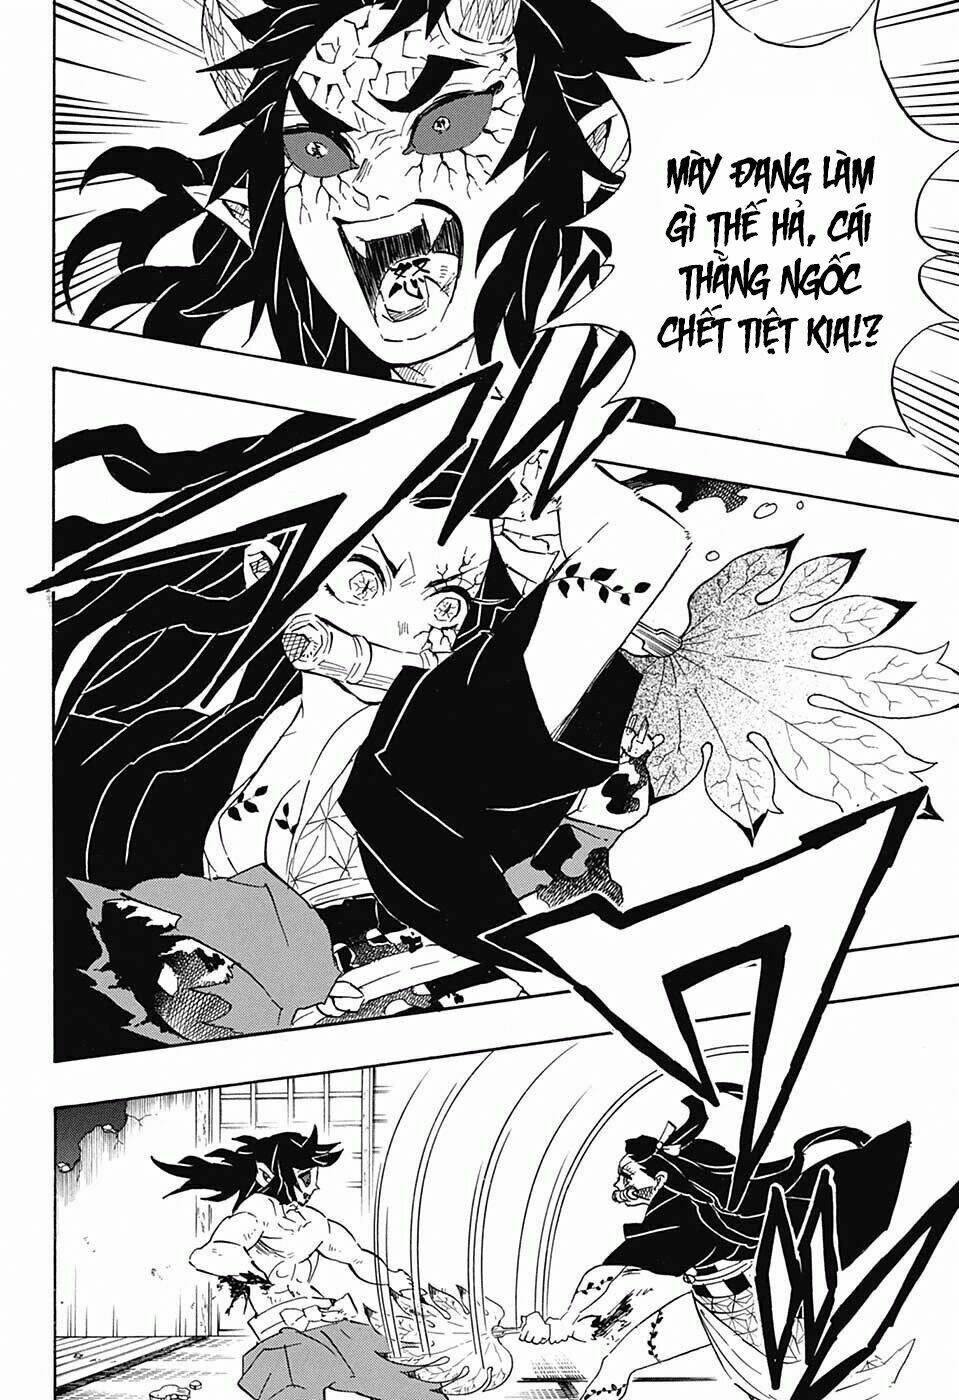 MÀY ĐANG LÀM
GÌ THẾ HẢ, CÁI
THẰNG NGỐC
CHẾT TIỆT KIA!?